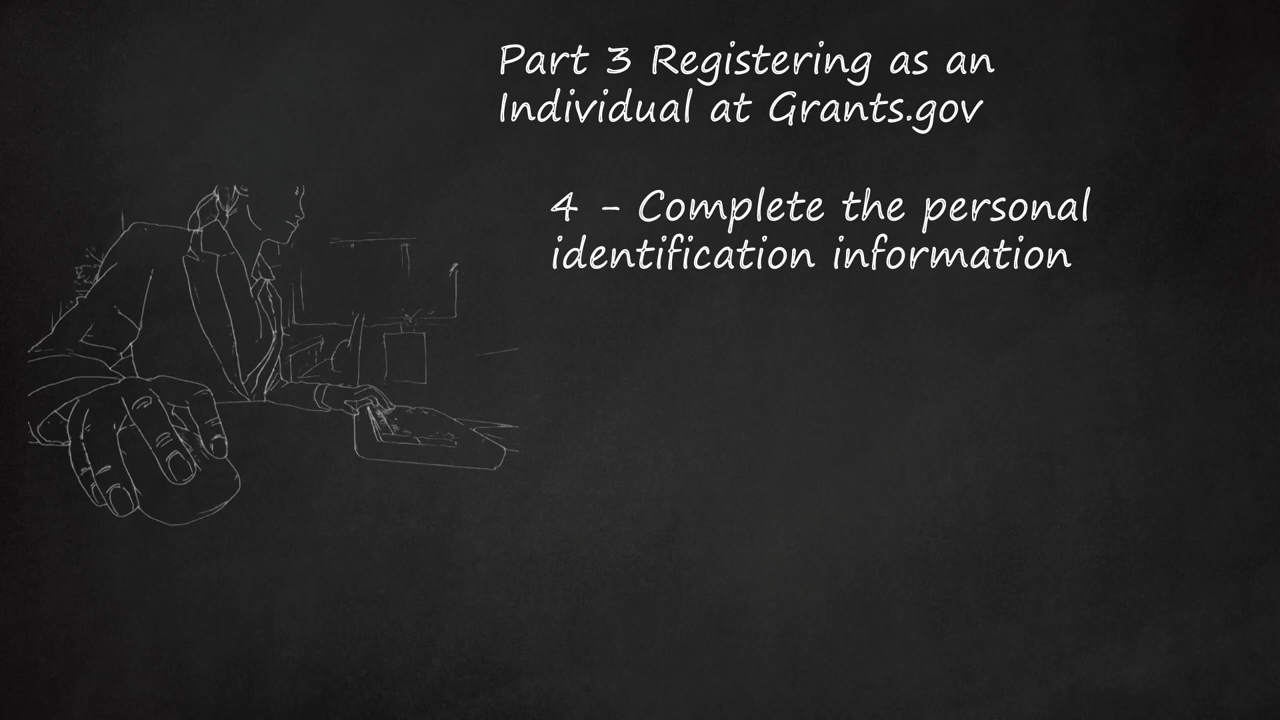 Part 3 Registering as an
Individual at Grants.gov
4 - Complete the personal
identification information